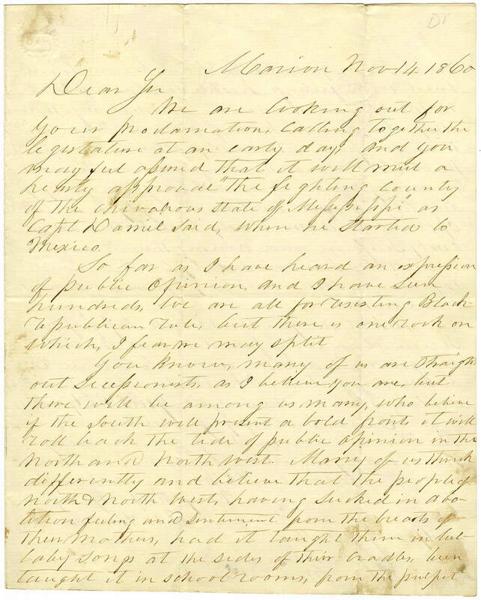 Marion Nov 14 1860
Dear Sir
We are looking out for
your proclamation, calling together the
legislature at an early day. And you
may feel assured that it will meet a
hearty approval the fighting county
of the chivalrous state of Mississippi" as
Capt Daniel said, when he started to
Mexico.
So far as I have heard an expression
of public opinion, and I have seen
hundreds, we are all for resisting Black
Republican rule, but there is one rock on
which, I fear we may split
You know, many of us are straight
out Secessionists, as I believe you are, but
there will be among us many, who believe
if the South will present a bold front it will
roll back the tide of public opinion in the
North and North West. Many of us think
differently and believe that the people of
North & North West, having sucked in abo-
lition feeling and sentiment from the breasts of
their Mothers, had it taught them in
baby songs at the sides of their cradles, been
taught it in school rooms, from the pulpit